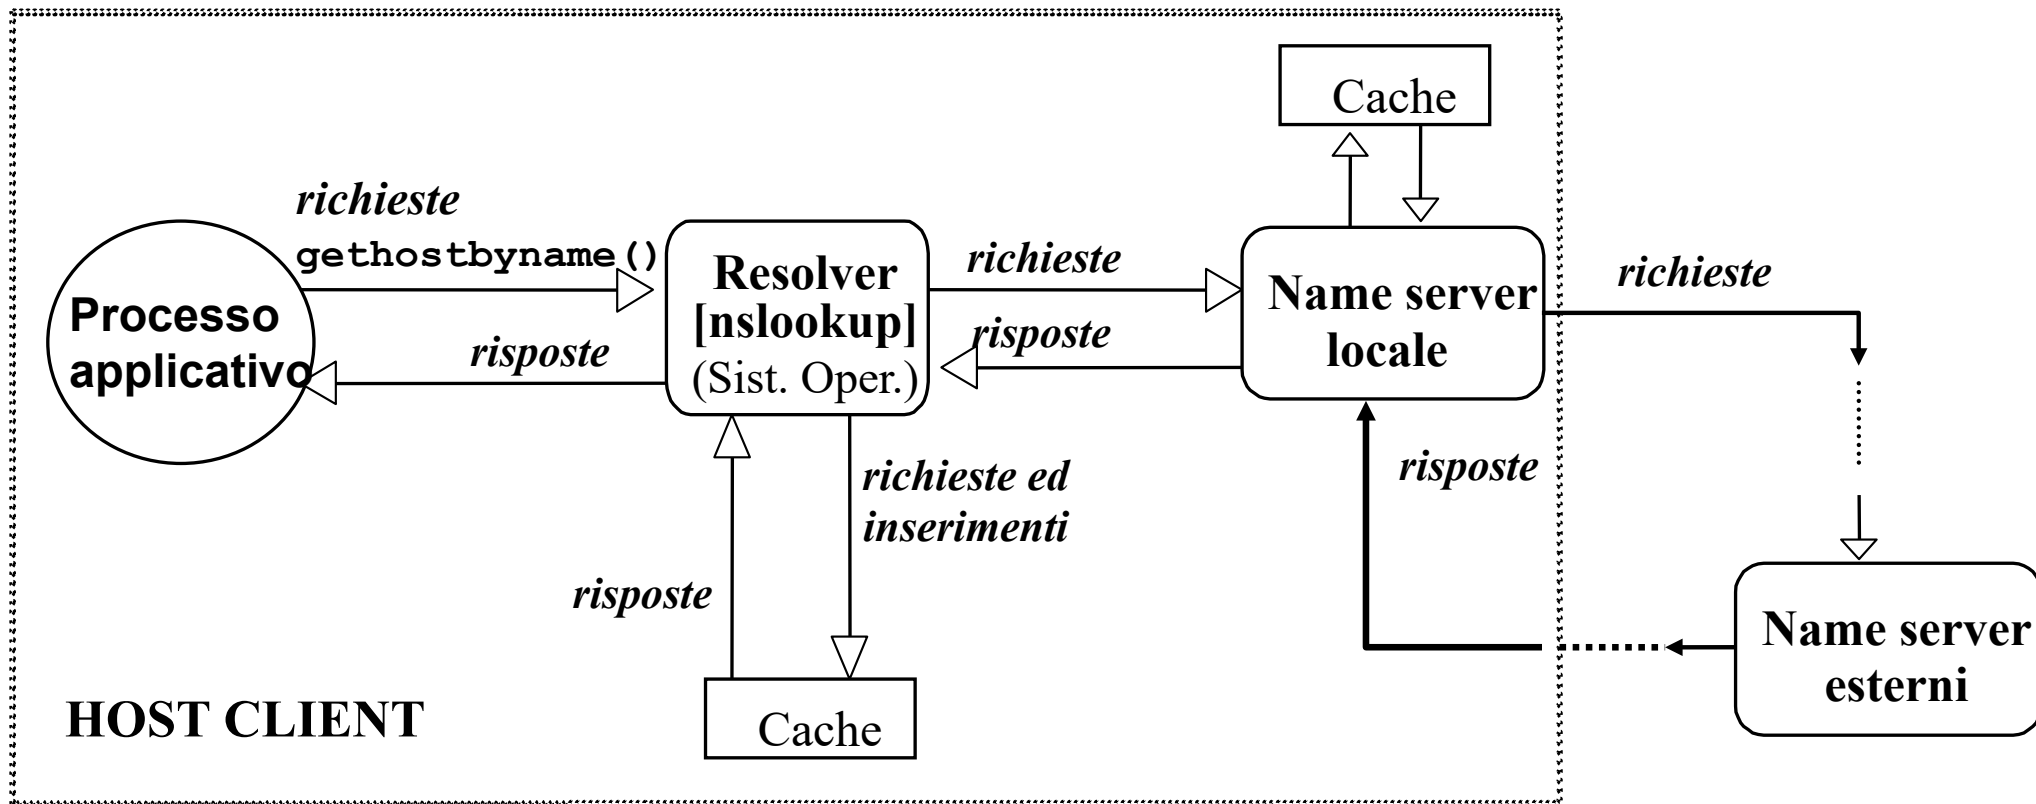 Cache
richieste
gethostbyname()
Processo
applicativo
risposte
Resolver
[nslookup]
(Sist. Oper.)
richieste
risposte
Name server
locale
richieste
risposte
richieste ed
inserimenti
risposte
Name server
esterni
HOST CLIENT
Cache